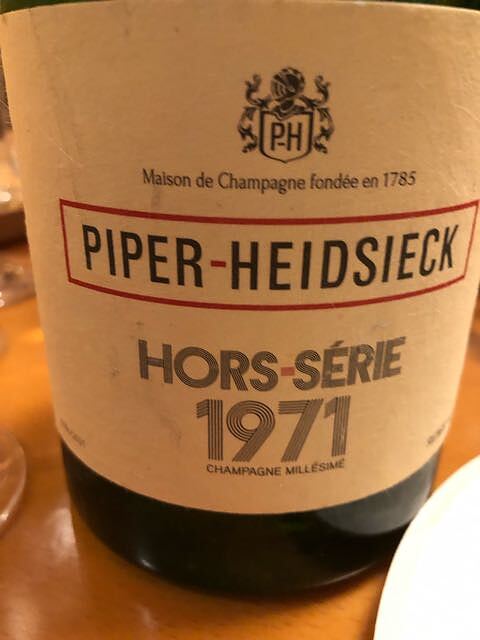 P-H
Maison de Champagne fondée en 1785
PIPER-HEIDSIECK
HORS-SÉRIE
1971
CHAMPAGNE MILLÉSIMÉ